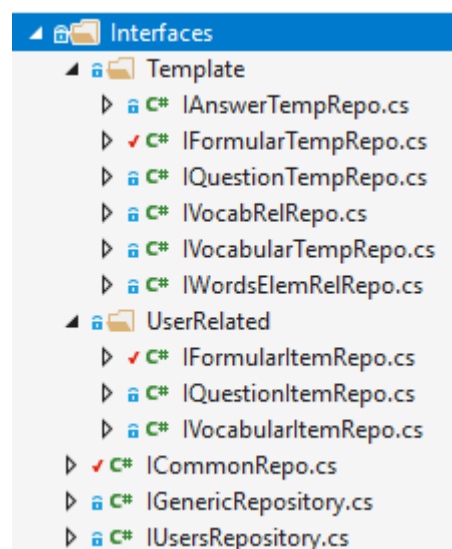 Interfaces
Template
C# IAnswerTempRepo.cs
C# IFormularTempRepo.cs
C# IQuestionTempRepo.cs
C# IVocabRelRepo.cs
C# IVocabularTempRepo.cs
C# IWordsElemRelRepo.cs
UserRelated
C# IFormularItemRepo.cs
C# IQuestionItemRepo.cs
C# IVocabularItemRepo.cs
C# ICommonRepo.cs
C# IGenericRepository.cs
C# IUsersRepository.cs